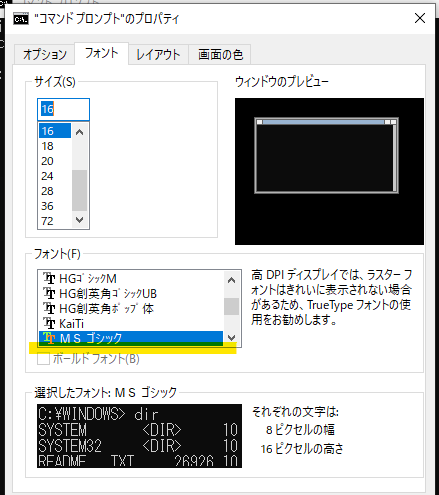 "コマンド プロンプト"のプロパティ
オプション フォント レイアウト 画面の色
サイズ(S)
16
16
18
20
24
28
36
72
ウィンドウのプレビュー
フォント(F)
HGゴシックM
HG創英角ゴシックUB
HG創英角ポップ体
KaiTi
ＭＳ ゴシック
ボールド フォント(B)
高 DPI ディスプレイでは、ラスター フ
ォントはきれいに表示されない場合
があるため、TrueType フォントの使
用をお勧めします。
選択したフォント: ＭＳ ゴシック
C:¥WINDOWS> dir
SYSTEM <DIR> 10
SYSTEM32 <DIR> 10
README TXT 26926 10
それぞれの文字は:
8 ピクセルの幅
16 ピクセルの高さ